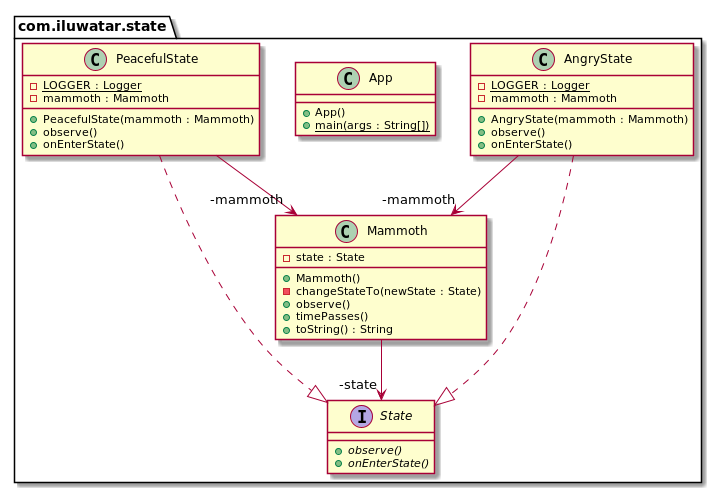 com.iluwatar.state
C PeacefulState
LOGGER : Logger
mammoth : Mammoth
PeacefulState(mammoth : Mammoth)
observe()
onEnterState()
C App
App()
main(args : String[])
C AngryState
LOGGER : Logger
mammoth : Mammoth
AngryState(mammoth : Mammoth)
observe()
onEnterState()
-mammoth
-mammoth
C Mammoth
state : State
Mammoth()
changeStateTo(newState : State)
observe()
timePasses()
toString() : String
-state
I State
observe()
onEnterState()